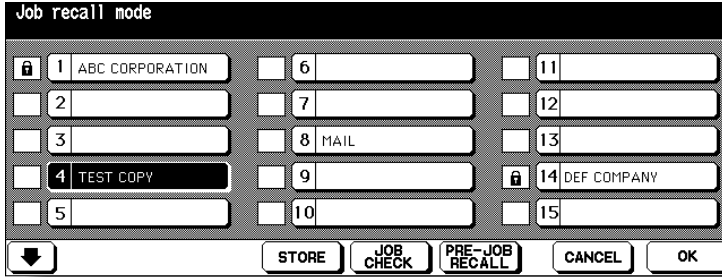 Job recall mode
1 ABC CORPORATION
6
11
2
7
12
3
8 MAIL
13
4 TEST COPY
9
14 DEF COMPANY
5
10
15
STORE
JOB
CHECK
PRE-JOB
RECALL
CANCEL
OK